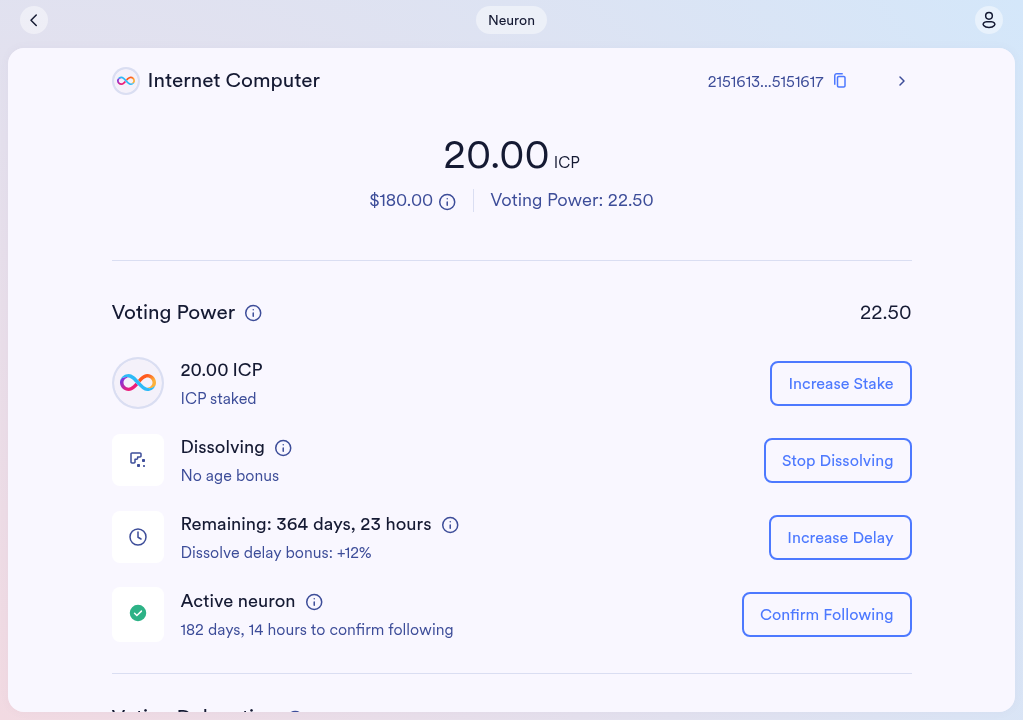 Neuron
Internet Computer
2151613...5151617
20.00 ICP
$180.00
Voting Power: 22.50
Voting Power
22.50
20.00 ICP
ICP staked
Increase Stake
Dissolving
No age bonus
Stop Dissolving
Remaining: 364 days, 23 hours
Dissolve delay bonus: +12%
Increase Delay
Active neuron
182 days, 14 hours to confirm following
Confirm Following